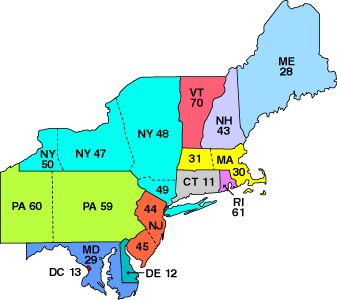 ME
28
VT
70
NH
43
NY 48
NY 47
NY
50
31
MA
30
CT 11
RI
61
49
PA 60
PA 59
44
NJ
45
MD
29
DC 13
DE 12